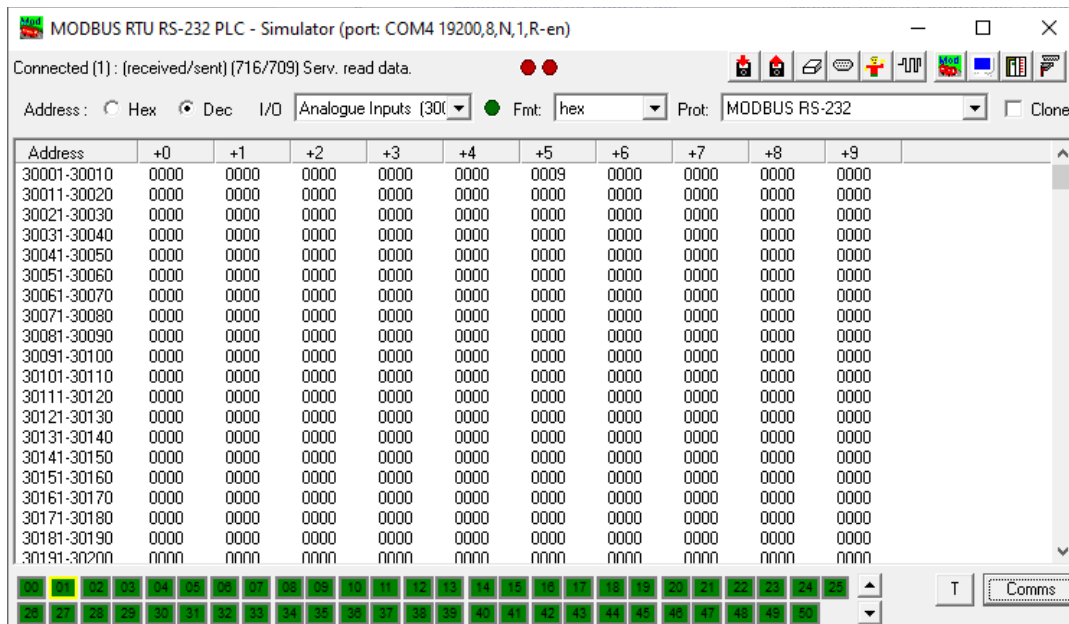 MODBUS RTU RS-232 PLC - Simulator (port: COM4 19200,8,N,1,R-en)
Connected (1) : (received/sent) (716/709) Serv. read data.
Address : Hex Dec I/O Analogue Inputs (30( Fmt: hex Prot: MODBUS RS-232 Clone
Address +0 +1 +2 +3 +4 +5 +6 +7 +8 +9
30001-30010 0000 0000 0000 0000 0000 0009 0000 0000 0000 0000
30011-30020 0000 0000 0000 0000 0000 0000 0000 0000 0000 0000
30021-30030 0000 0000 0000 0000 0000 0000 0000 0000 0000 0000
30031-30040 0000 0000 0000 0000 0000 0000 0000 0000 0000 0000
30041-30050 0000 0000 0000 0000 0000 0000 0000 0000 0000 0000
30051-30060 0000 0000 0000 0000 0000 0000 0000 0000 0000 0000
30061-30070 0000 0000 0000 0000 0000 0000 0000 0000 0000 0000
30071-30080 0000 0000 0000 0000 0000 0000 0000 0000 0000 0000
30081-30090 0000 0000 0000 0000 0000 0000 0000 0000 0000 0000
30091-30100 0000 0000 0000 0000 0000 0000 0000 0000 0000 0000
30101-30110 0000 0000 0000 0000 0000 0000 0000 0000 0000 0000
30111-30120 0000 0000 0000 0000 0000 0000 0000 0000 0000 0000
30121-30130 0000 0000 0000 0000 0000 0000 0000 0000 0000 0000
30131-30140 0000 0000 0000 0000 0000 0000 0000 0000 0000 0000
30141-30150 0000 0000 0000 0000 0000 0000 0000 0000 0000 0000
30151-30160 0000 0000 0000 0000 0000 0000 0000 0000 0000 0000
30161-30170 0000 0000 0000 0000 0000 0000 0000 0000 0000 0000
30171-30180 0000 0000 0000 0000 0000 0000 0000 0000 0000 0000
30181-30190 0000 0000 0000 0000 0000 0000 0000 0000 0000 0000
30191-30200 0000 0000 0000 0000 0000 0000 0000 0000 0000 0000
00 01 02 03 04 05 06 07 08 09 10 11 12 13 14 15 16 17 18 19 20 21 22 23 24 25 T Comms
26 27 28 29 30 31 32 33 34 35 36 37 38 39 40 41 42 43 44 45 46 47 48 49 50